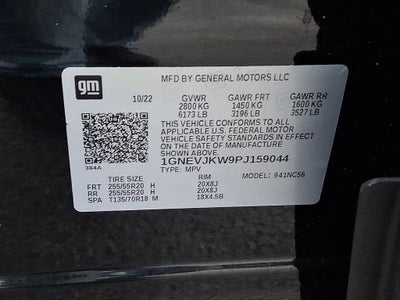 gm
MFD BY GENERAL MOTORS LLC
10/22 GVWR GAWR FRT GAWR RR
2800 KG 1450 KG 1600 KG
6173 LB 3196 LB 3527 LB
THIS VEHICLE CONFORMS TO ALL
APPLICABLE U.S. FEDERAL MOTOR
VEHICLE SAFETY STANDARDS IN EFFECT
ON THE DATE OF MANUFACTURE
SHOWN ABOVE.
1GNEVJKW9PJ159044
384A
TYPE: MPV MODEL: 941NC56
TIRE SIZE RIM
FRT 255/55R20 H 20X8J
RR 255/55R20 H 20X8J
SPA T135/70R18 M 18X4.5B